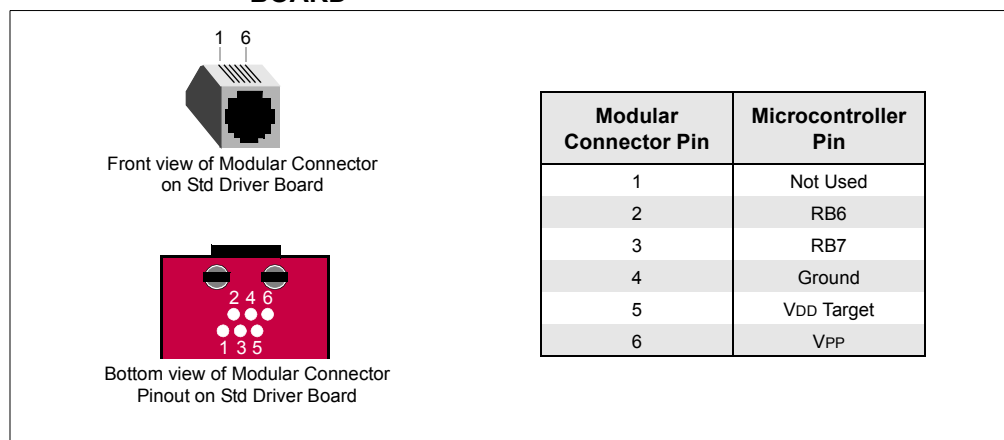 BOARD
1 6
Front view of Modular Connector
on Std Driver Board
2 4 6
1 3 5
Bottom view of Modular Connector
Pinout on Std Driver Board
Modular Connector Pin Microcontroller Pin
1 Not Used
2 RB6
3 RB7
4 Ground
5 VDD Target
6 VPP